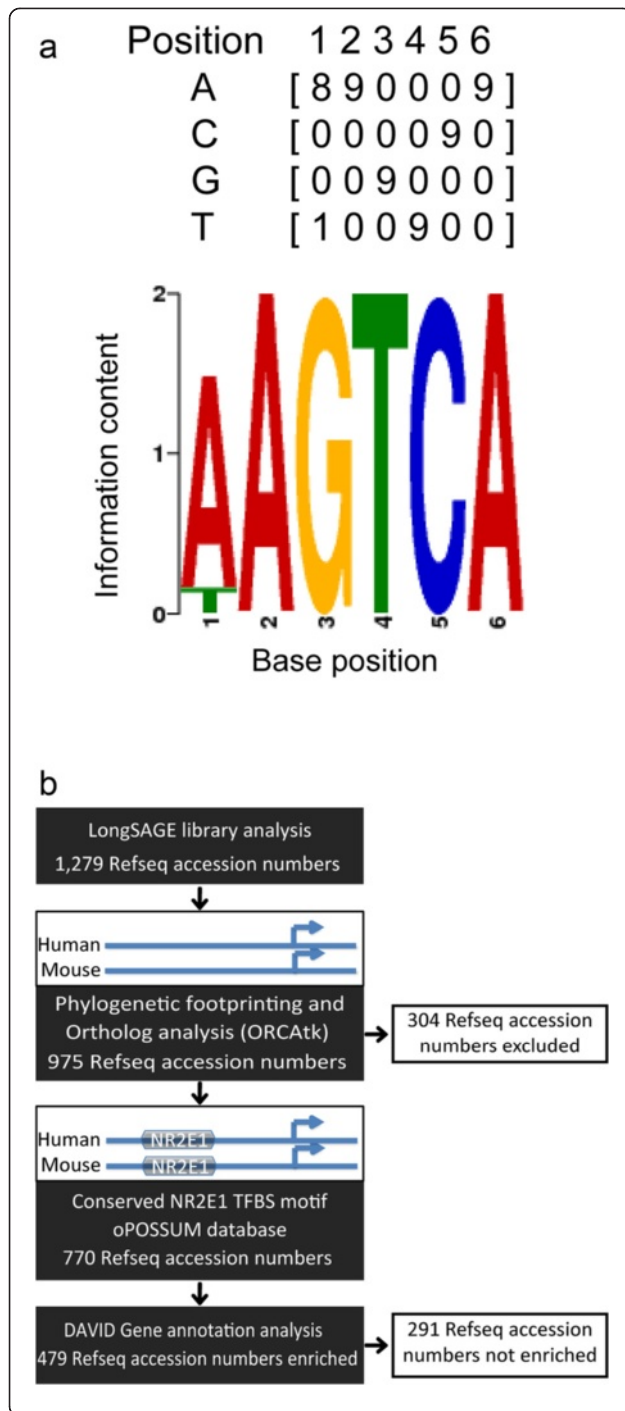 a
Position 1 2 3 4 5 6
A [ 8 9 0 0 0 9 ]
C [ 0 0 0 0 9 0 ]
G [ 0 0 9 0 0 0 ]
T [ 1 0 0 9 0 0 ]
Information content
2
1
0
A
T A G T C A
1 2 3 4 5 6
Base position
b
LongSAGE library analysis
1,279 Refseq accession numbers
Human
Mouse
Phylogenetic footprinting and
Ortholog analysis (ORCAtk)
975 Refseq accession numbers
304 Refseq accession
numbers excluded
Human NR2E1
Mouse NR2E1
Conserved NR2E1 TFBS motif
oPOSSUM database
770 Refseq accession numbers
DAVID Gene annotation analysis
479 Refseq accession numbers enriched
291 Refseq accession
numbers not enriched